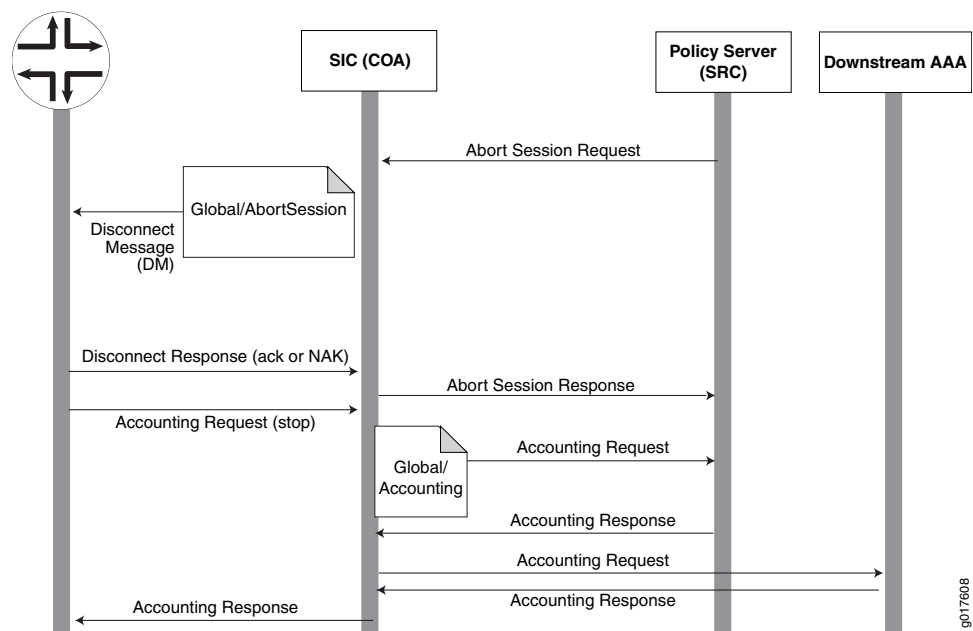 SIC (COA)
Policy Server
(SRC)
Downstream AAA
Abort Session Request
Global/AbortSession
Disconnect
Message
(DM)
Disconnect Response (ack or NAK)
Abort Session Response
Accounting Request (stop)
Accounting Request
Global/
Accounting
Accounting Response
Accounting Request
Accounting Response
Accounting Response
g017608